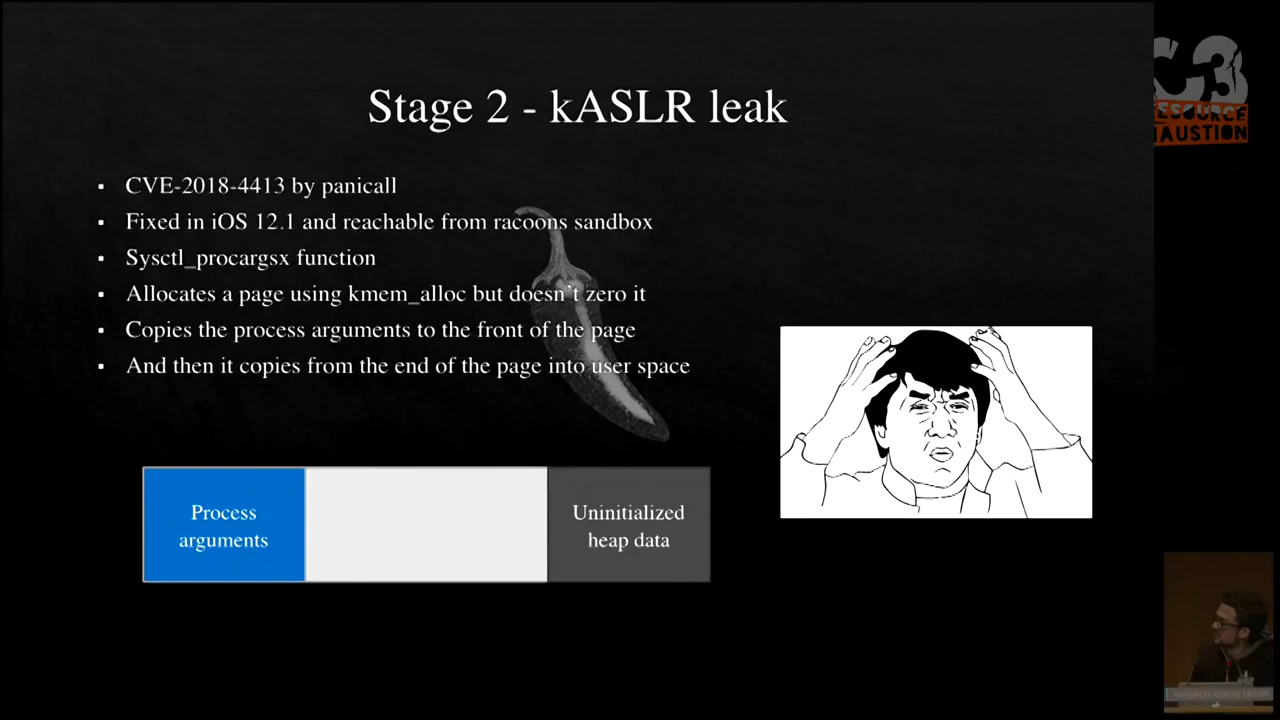 C3
ESOURCE
HAUSTION
Stage 2 - kASLR leak
▪ CVE-2018-4413 by panicall
▪ Fixed in iOS 12.1 and reachable from racoons sandbox
▪ Sysctl_procargsx function
▪ Allocates a page using kmem_alloc but doesn't zero it
▪ Copies the process arguments to the front of the page
▪ And then it copies from the end of the page into user space
Process
arguments
Uninitialized
heap data